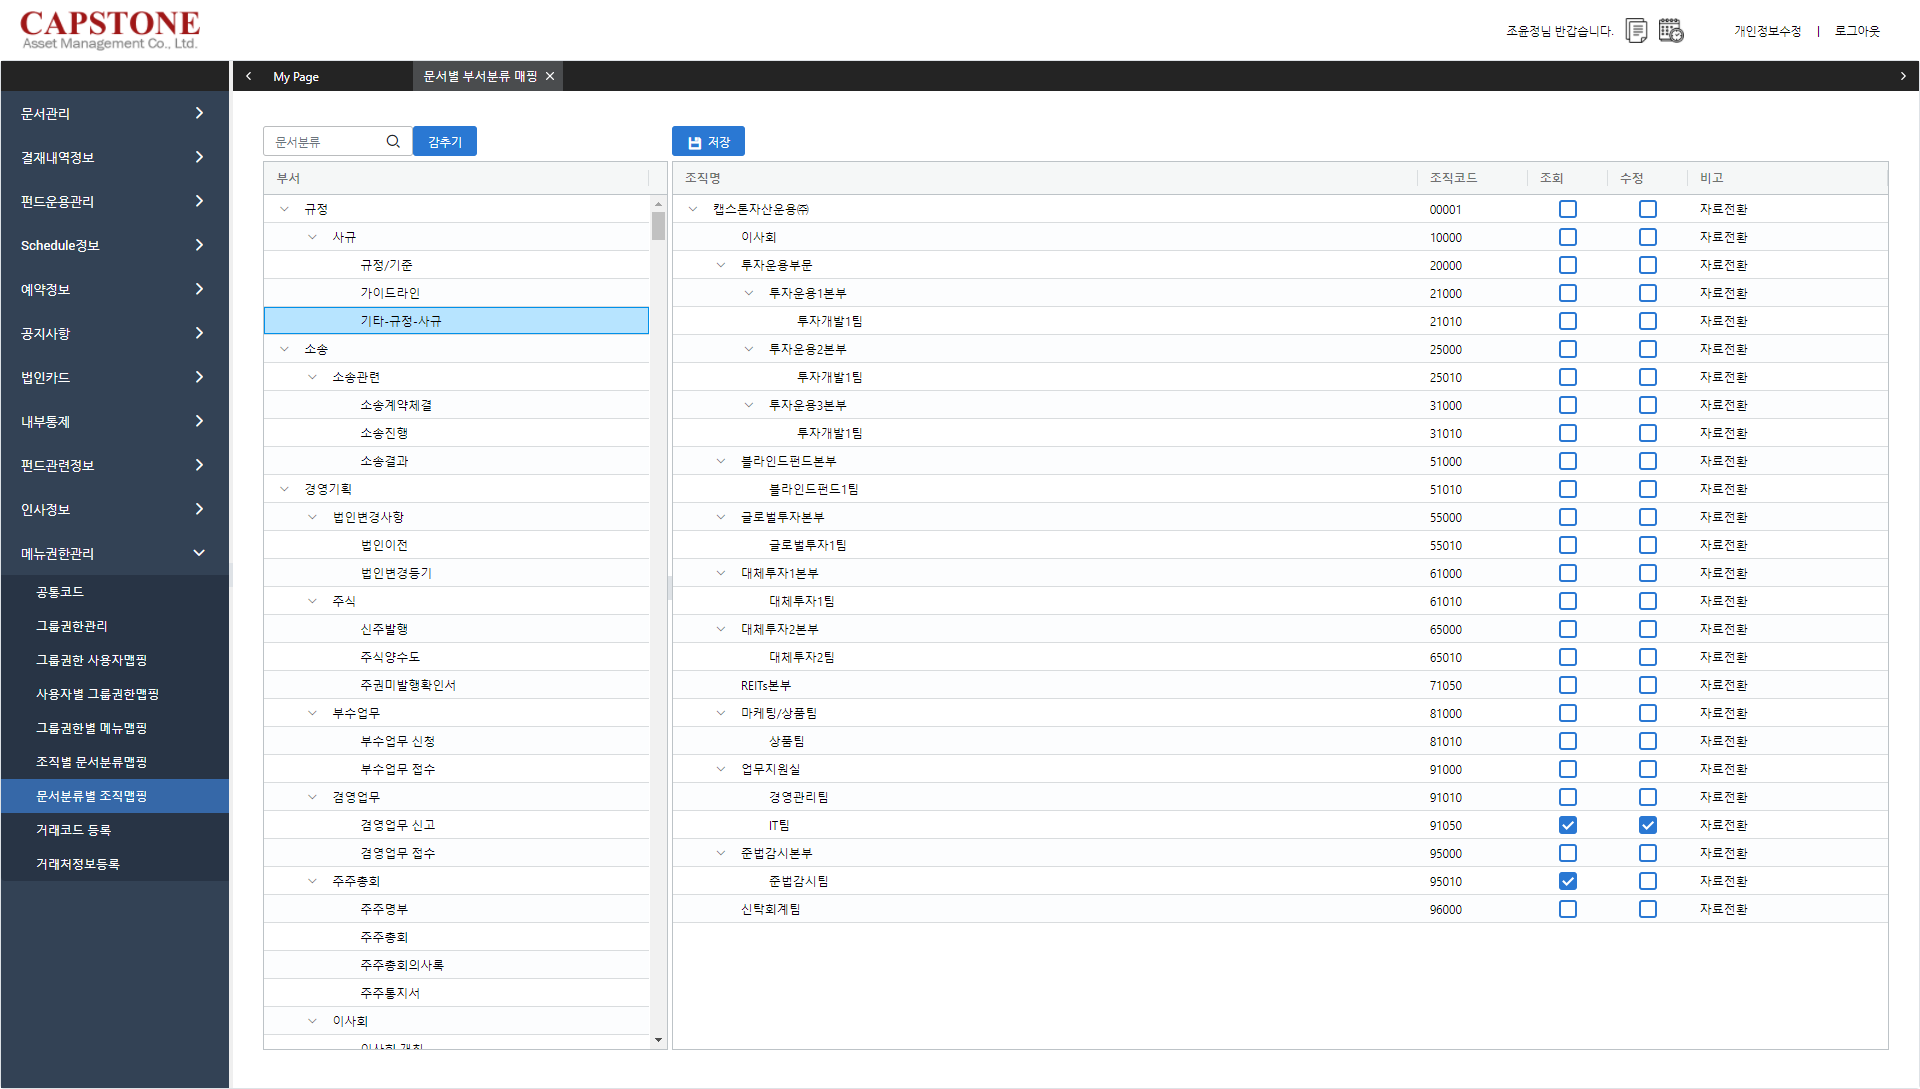 CAPSTONE
Asset Management Co., Ltd.
조윤정님 반갑습니다.
개인정보수정 | 로그아웃
My Page
문서별 부서분류 매핑
문서관리
결재내역정보
펀드운용관리
Schedule정보
예약정보
공지사항
법인카드
내부통제
펀드관련정보
인사정보
메뉴권한관리
공통코드
그룹권한관리
그룹권한 사용자맵핑
사용자별 그룹권한맵핑
그룹권한별 메뉴맵핑
조직별 문서분류맵핑
문서분류별 조직맵핑
거래코드 등록
거래처정보등록
문서분류
감추기
부서
규정
사규
규정/기준
가이드라인
기타-규정-사규
소송
소송관련
소송계약체결
소송진행
소송결과
경영기획
법인변경사항
법인이전
법인변경등기
주식
신주발행
주식양수도
주권미발행확인서
부수업무
부수업무 신청
부수업무 접수
겸영업무
겸영업무 신고
겸영업무 접수
주주총회
주주명부
주주총회
주주총회의사록
주주통지서
이사회
이사회 개최
저장
조직명 조직코드 조회 수정 비고
캡스톤자산운용㈜ 00001 자료전환
이사회 10000 자료전환
투자운용부문 20000 자료전환
투자운용1본부 21000 자료전환
투자개발1팀 21010 자료전환
투자운용2본부 25000 자료전환
투자개발1팀 25010 자료전환
투자운용3본부 31000 자료전환
투자개발1팀 31010 자료전환
블라인드펀드본부 51000 자료전환
블라인드펀드1팀 51010 자료전환
글로벌투자본부 55000 자료전환
글로벌투자1팀 55010 자료전환
대체투자1본부 61000 자료전환
대체투자1팀 61010 자료전환
대체투자2본부 65000 자료전환
대체투자2팀 65010 자료전환
REITs본부 71050 자료전환
마케팅/상품팀 81000 자료전환
상품팀 81010 자료전환
업무지원실 91000 자료전환
경영관리팀 91010 자료전환
IT팀 91050 자료전환
준법감시본부 95000 자료전환
준법감시팀 95010 자료전환
신탁회계팀 96000 자료전환